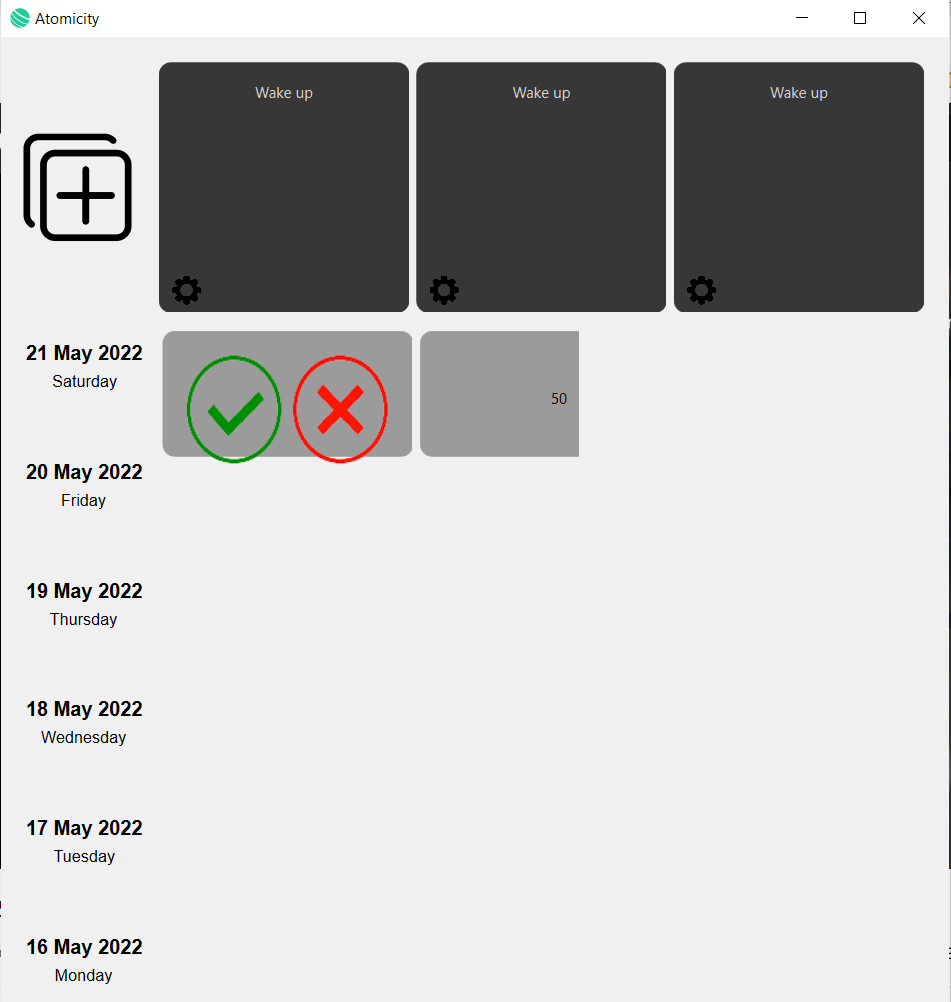 Atomicity
Wake up
Wake up
Wake up
21 May 2022
Saturday
50
20 May 2022
Friday
19 May 2022
Thursday
18 May 2022
Wednesday
17 May 2022
Tuesday
16 May 2022
Monday